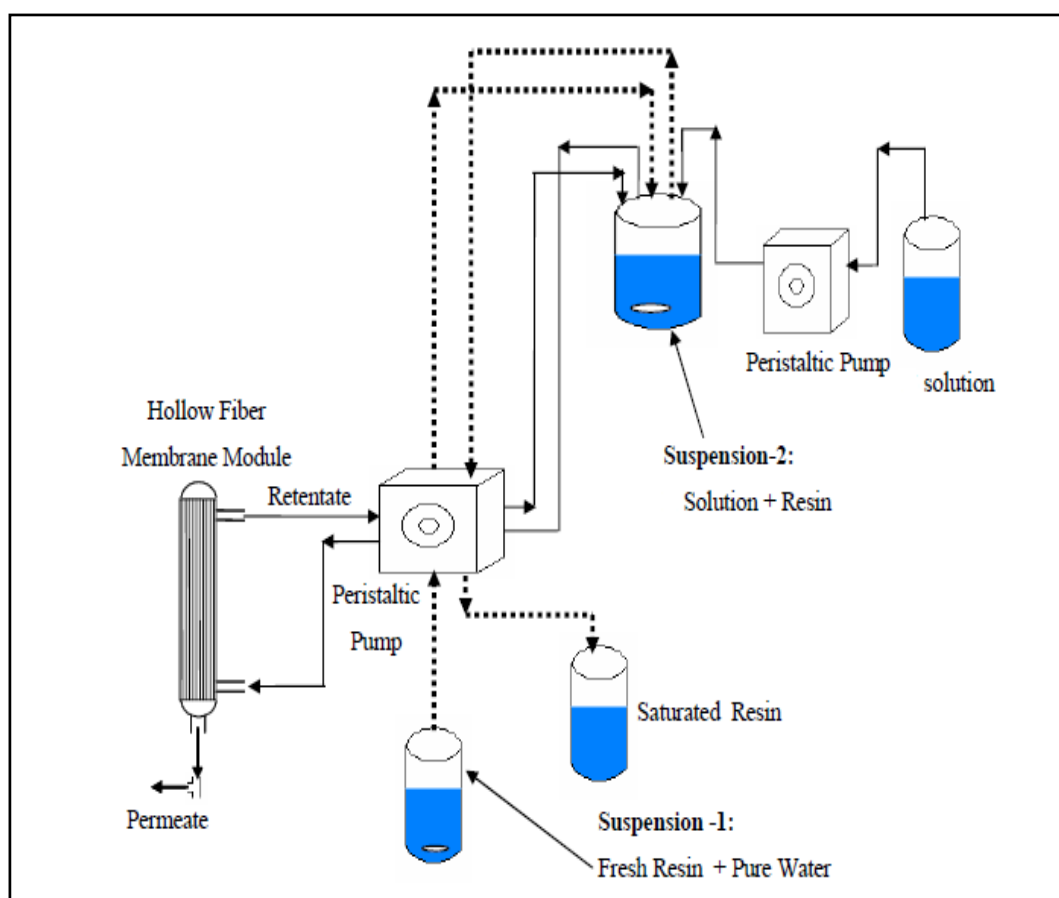 Peristaltic Pump
solution
Hollow Fiber
Membrane Module
Suspension-2:
Solution + Resin
Retentate
Peristaltic
Pump
Saturated Resin
Permeate
Suspension -1:
Fresh Resin + Pure Water